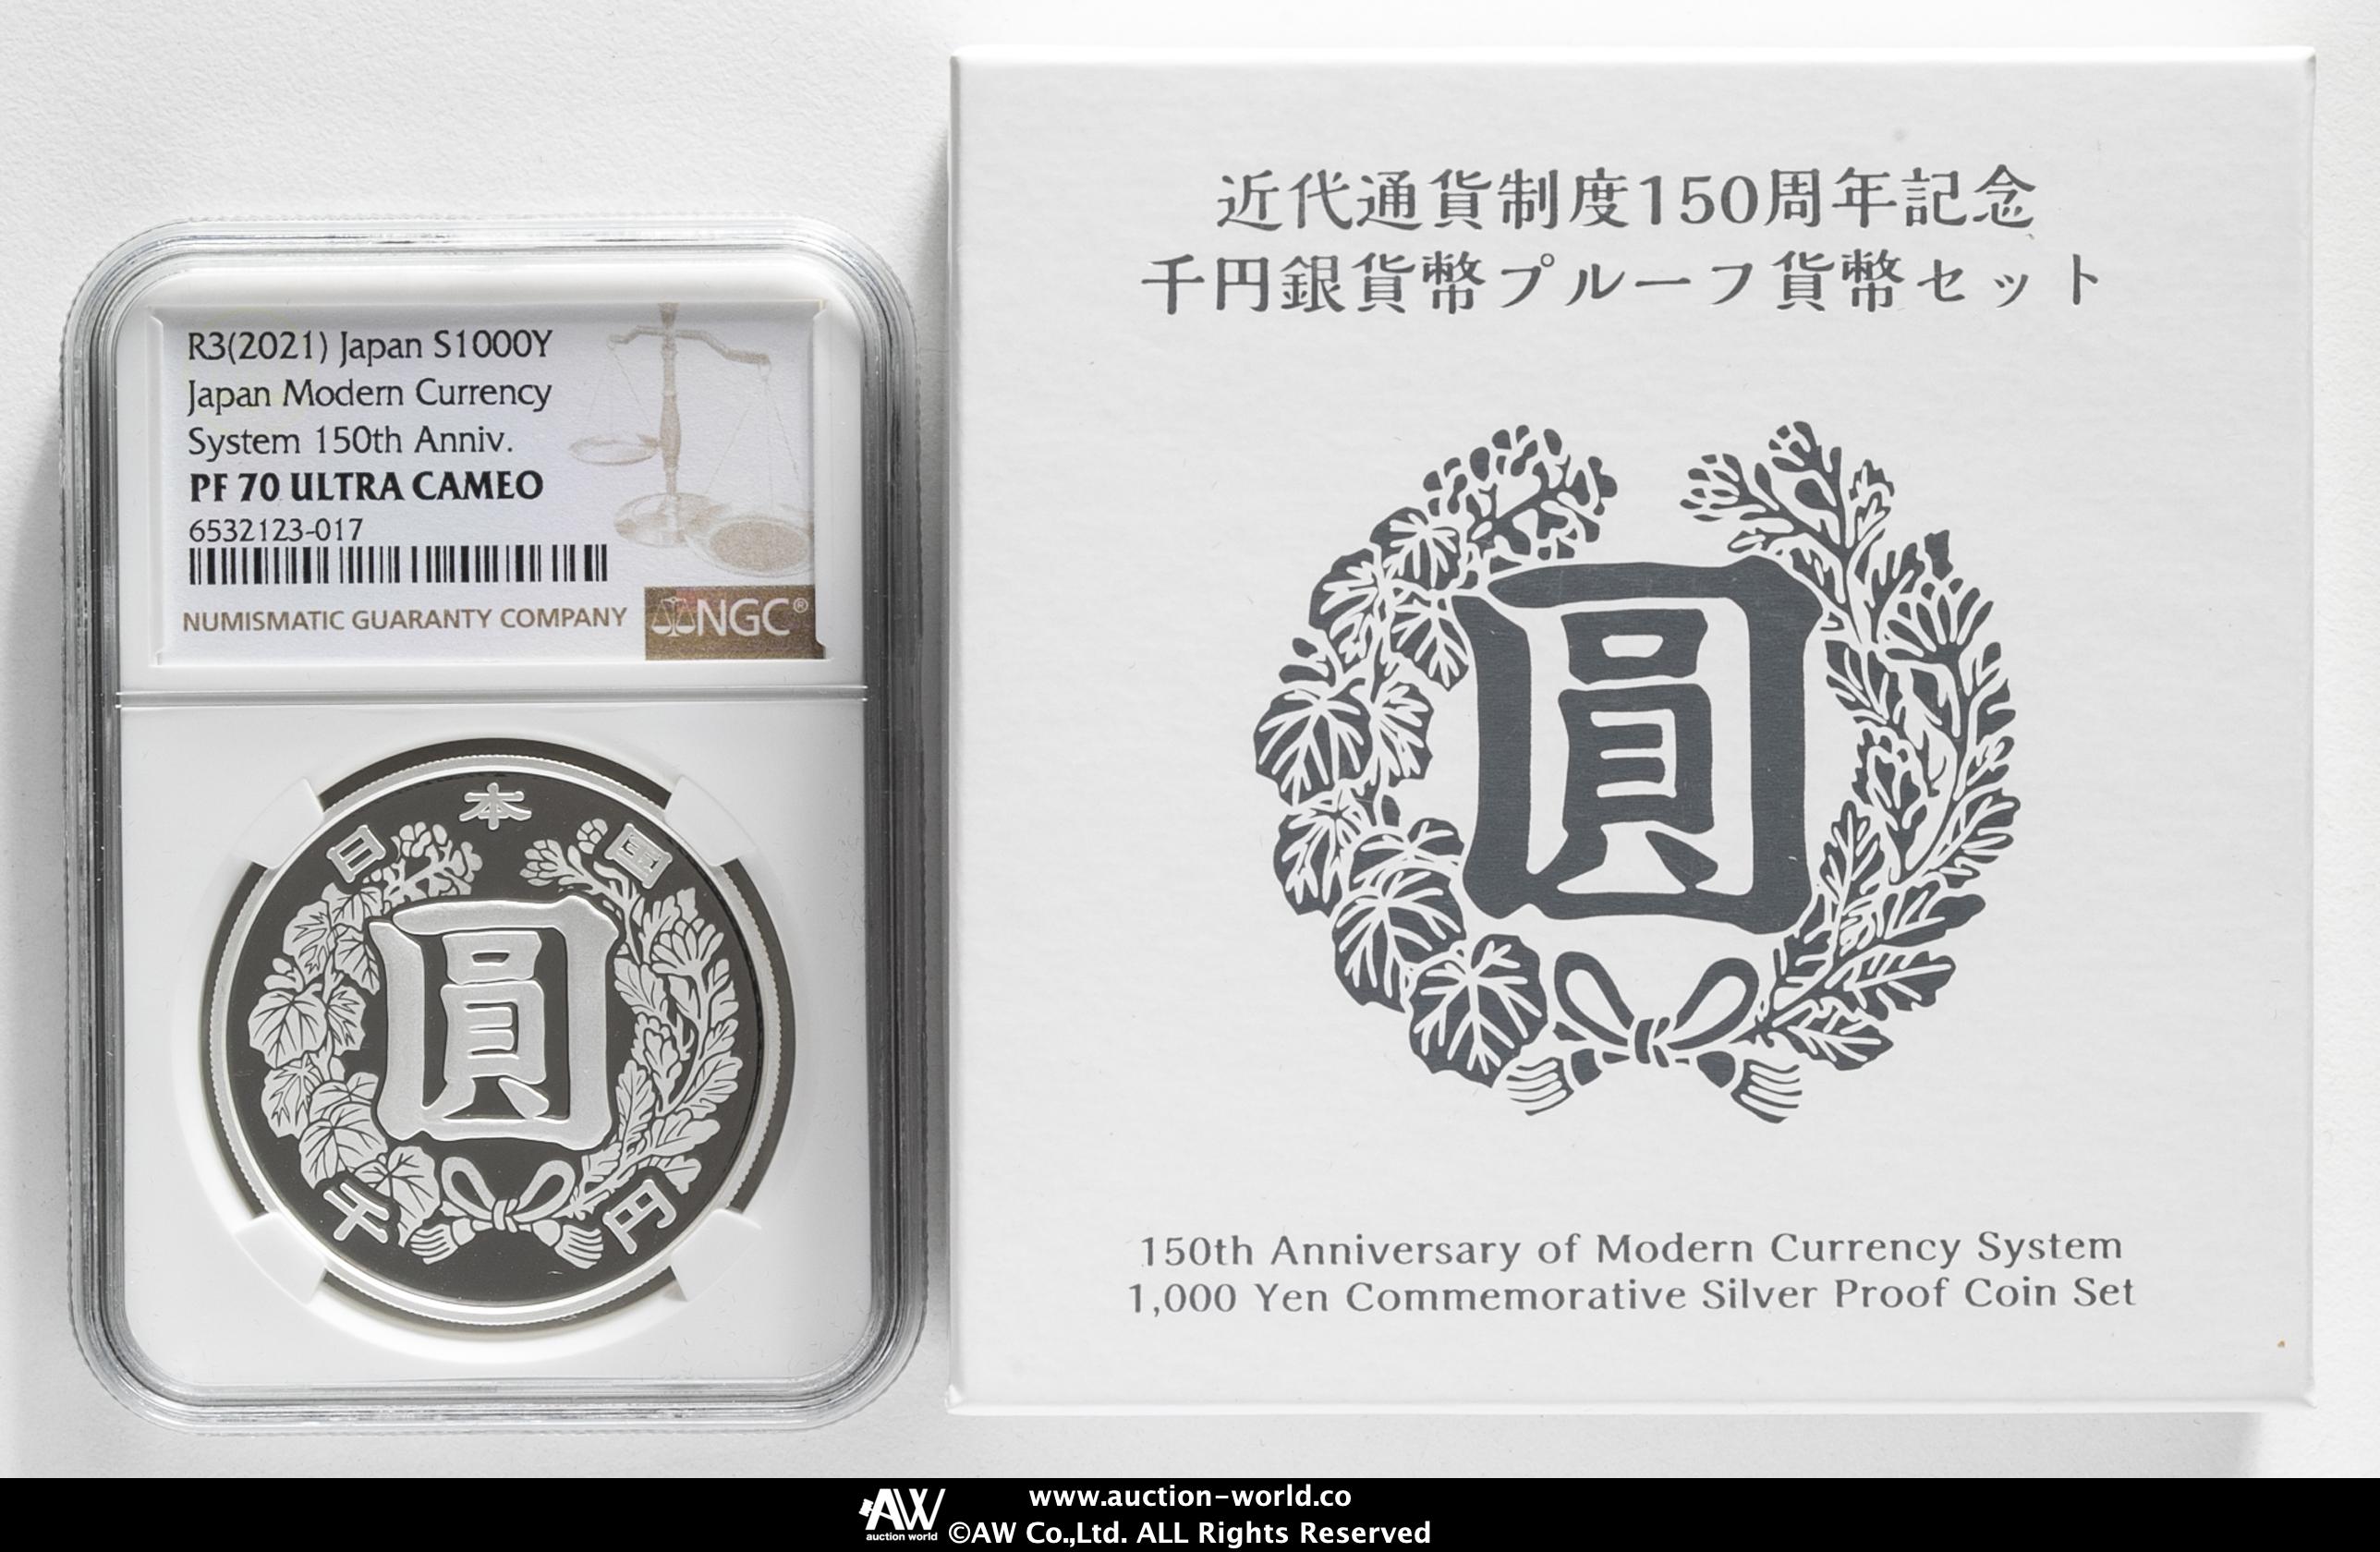 R3(2021) Japan S1000Y
Japan Modern Currency
System 150th Anniv.
PF 70 ULTRA CAMEO
6532123-017
NUMISMATIC GUARANTY COMPANY
NGC®
日本国
圓
千円
近代通貨制度150周年記念
千円銀貨幣プルーフ貨幣セット
圓
150th Anniversary of Modern Currency System
1,000 Yen Commemorative Silver Proof Coin Set
AW
auction world
www.auction-world.co
©AW Co.,Ltd. ALL Rights Reserved